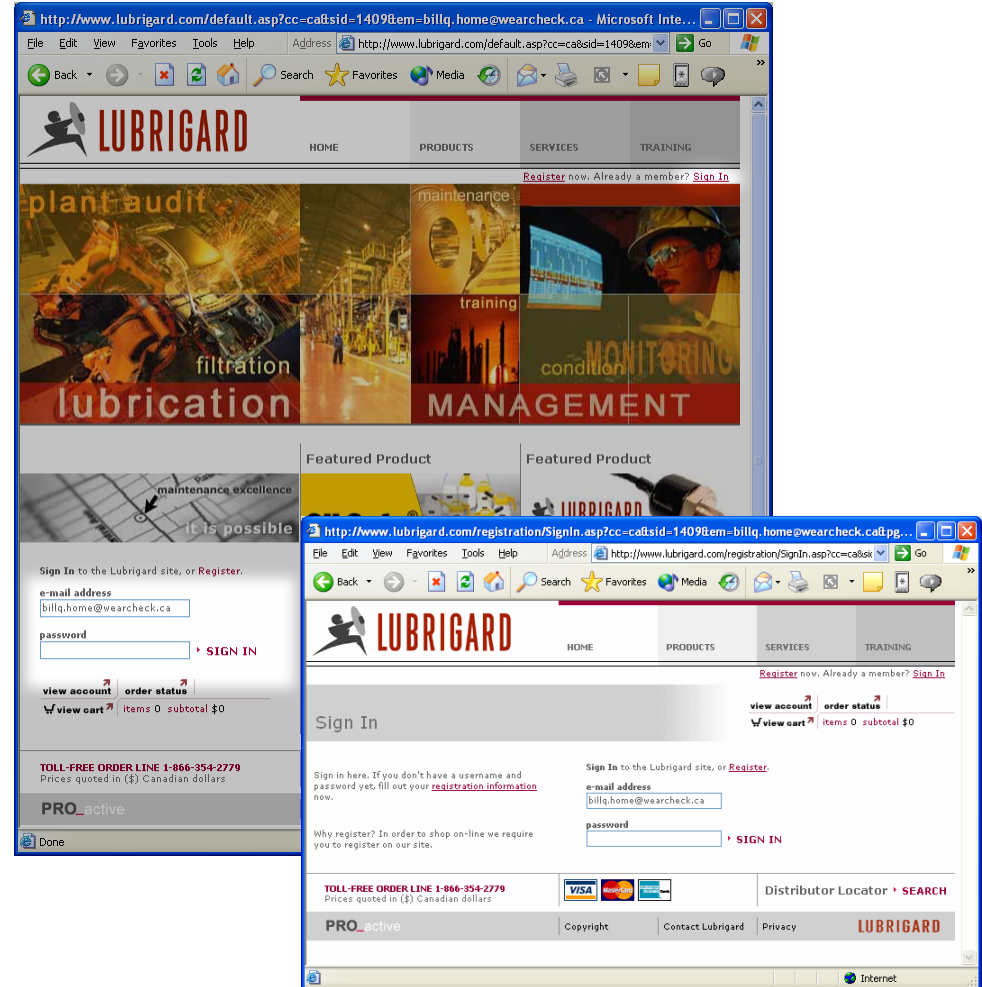 http://www.lubrigard.com/default.asp?cc=ca&sid=1409&em=billq.home@wearcheck.ca - Microsoft Inte...
File Edit View Favorites Tools Help Address http://www.lubrigard.com/default.asp?cc=ca&sid=1409&em= Go
Back Search Favorites Media
LUBRIGARD
HOME PRODUCTS SERVICES TRAINING
Register now. Already a member? Sign In
plant audit
maintenance
training
filtration
condition MONITORING
lubrication MANAGEMENT
Featured Product Featured Product
maintenance excellence
it is possible
LUBRIGARD
Sign In to the Lubrigard site, or Register.
e-mail address
billq.home@wearcheck.ca
password
SIGN IN
view account order status
view cart items 0 subtotal $0
TOLL-FREE ORDER LINE 1-866-354-2779
Prices quoted in ($) Canadian dollars
PRO_active
Done
http://www.lubrigard.com/registration/SignIn.asp?cc=ca&sid=1409&em=billq.home@wearcheck.ca&pg...
File Edit View Favorites Tools Help Address http://www.lubrigard.com/registration/SignIn.asp?cc=ca&sid Go
Back Search Favorites Media
LUBRIGARD
HOME PRODUCTS SERVICES TRAINING
Register now. Already a member? Sign In
view account order status
view cart items 0 subtotal $0
Sign In
Sign in here. If you don't have a username and
password yet, fill out your registration information
now.
Why register? In order to shop on-line we require
you to register on our site.
Sign In to the Lubrigard site, or Register.
e-mail address
billq.home@wearcheck.ca
password
SIGN IN
TOLL-FREE ORDER LINE 1-866-354-2779
Prices quoted in ($) Canadian dollars
VISA MasterCard
Distributor Locator SEARCH
PRO_active
Copyright Contact Lubrigard Privacy LUBRIGARD
Internet